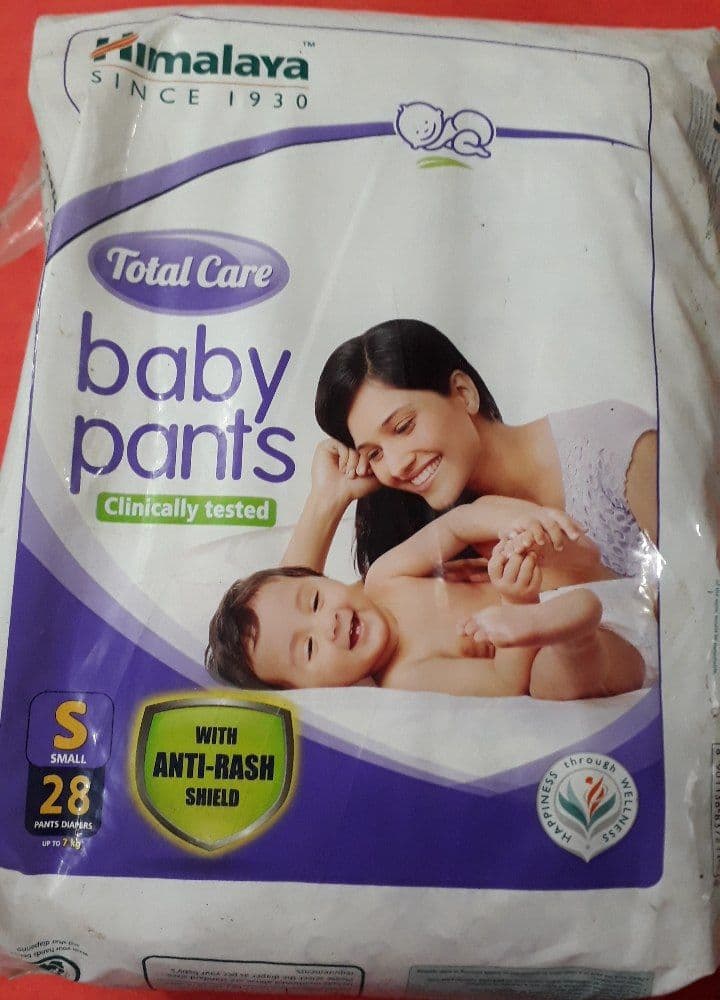 Himalaya™
SINCE 1930
Total Care
baby
pants
Clinically tested
S
SMALL
28
PANTS DIAPERS
UP TO 7 kg
WITH
ANTI-RASH
SHIELD
HAPPINESS through WELLNESS